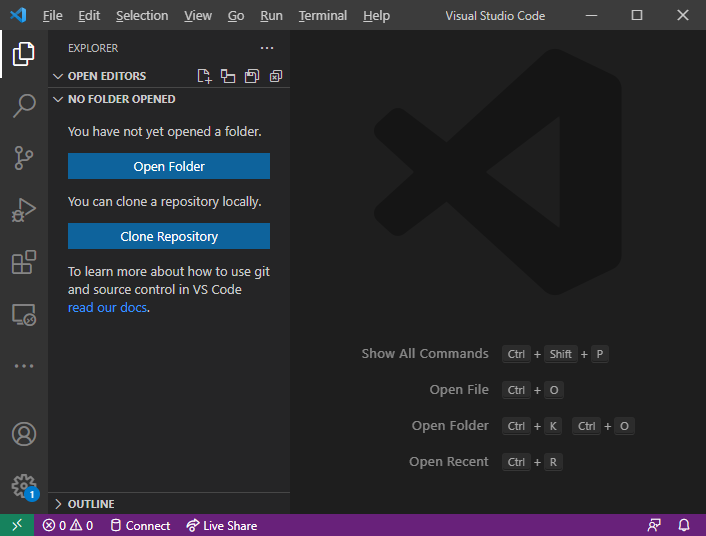 File Edit Selection View Go Run Terminal Help Visual Studio Code
EXPLORER
OPEN EDITORS
NO FOLDER OPENED
You have not yet opened a folder.
Open Folder
You can clone a repository locally.
Clone Repository
To learn more about how to use git
and source control in VS Code
read our docs.
Show All Commands Ctrl + Shift + P
Open File Ctrl + O
Open Folder Ctrl + K Ctrl + O
Open Recent Ctrl + R
1
OUTLINE
0 0 Connect Live Share